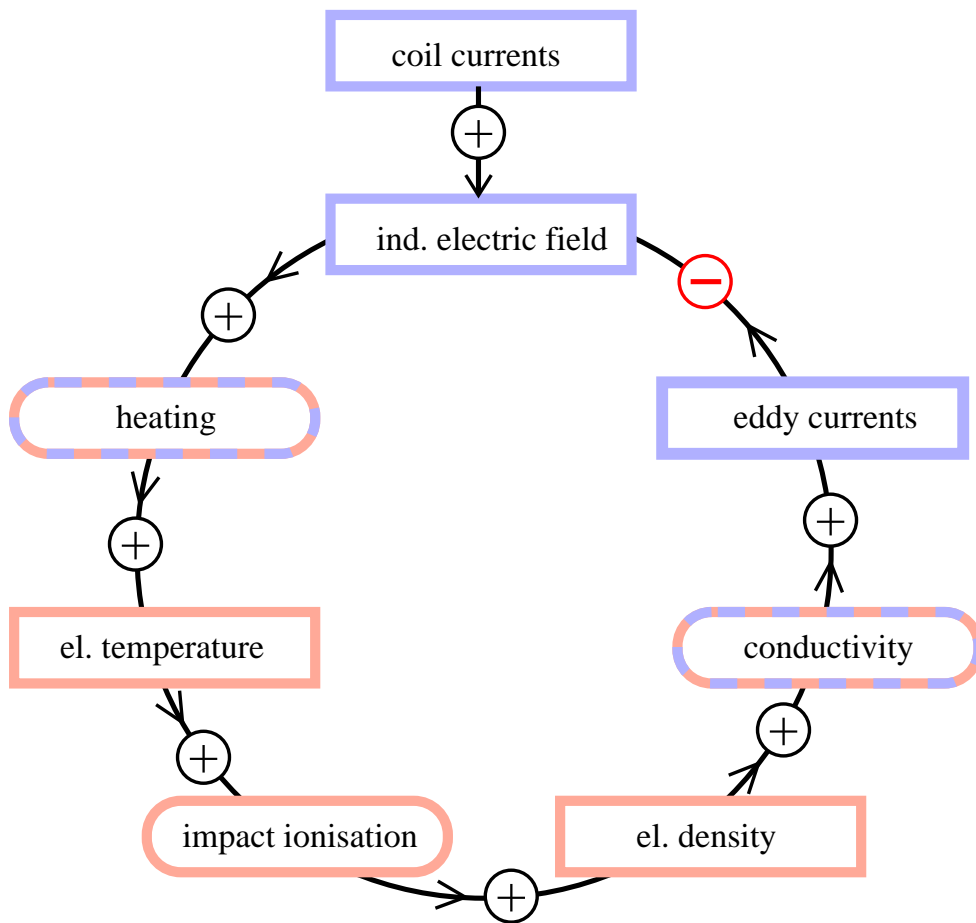 coil currents
+
ind. electric field
+
−
heating
eddy currents
+
+
el. temperature
conductivity
+
+
impact ionisation
el. density
+